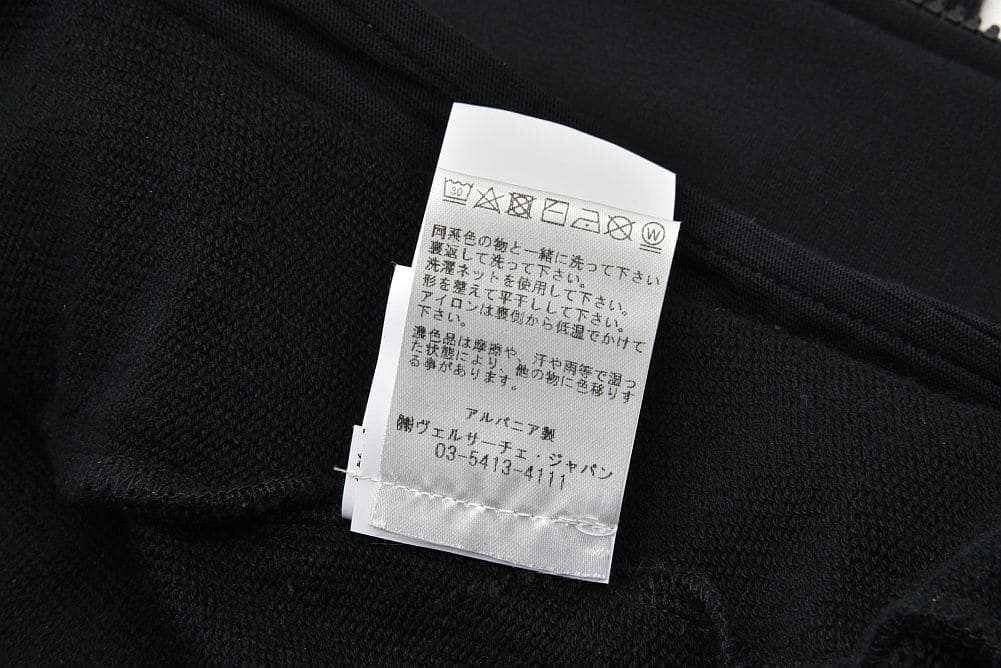 30
W
同系色の物と一緒に洗って下さい
裏返して洗って下さい。
洗濯ネットを使用して下さい。
形を整えて平干しして下さい。
アイロンは裏側から低温でかけて
下さい。
濃色品は摩擦や、汗や雨等で湿っ
た状態により、他の物に色移りす
る事があります。
アルバニア製
㈱ヴェルサーチェ・ジャパン
03-5413-4111